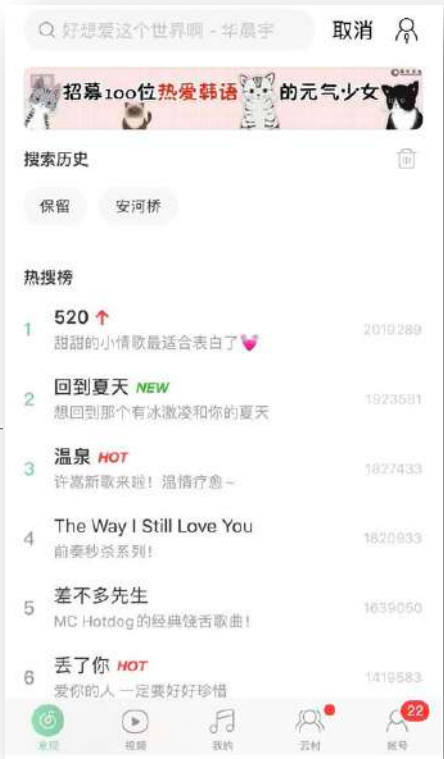 好想爱这个世界啊 - 华晨宇
取消
招募100位热爱韩语的元气少女
搜索历史
保留
安河桥
热搜榜
1
520
甜甜的小情歌最适合表白了
2019289
2
回到夏天 NEW
想回到那个有冰激凌和你的夏天
1923581
3
温泉 HOT
许嵩新歌来啦！温情疗愈~
1827433
4
The Way I Still Love You
前奏秒杀系列！
1820933
5
差不多先生
MC Hotdog的经典饶舌歌曲！
1639050
6
丢了你 HOT
爱你的人 一定要好好珍惜
1419583
22
发现
视频
我的
云村
账号